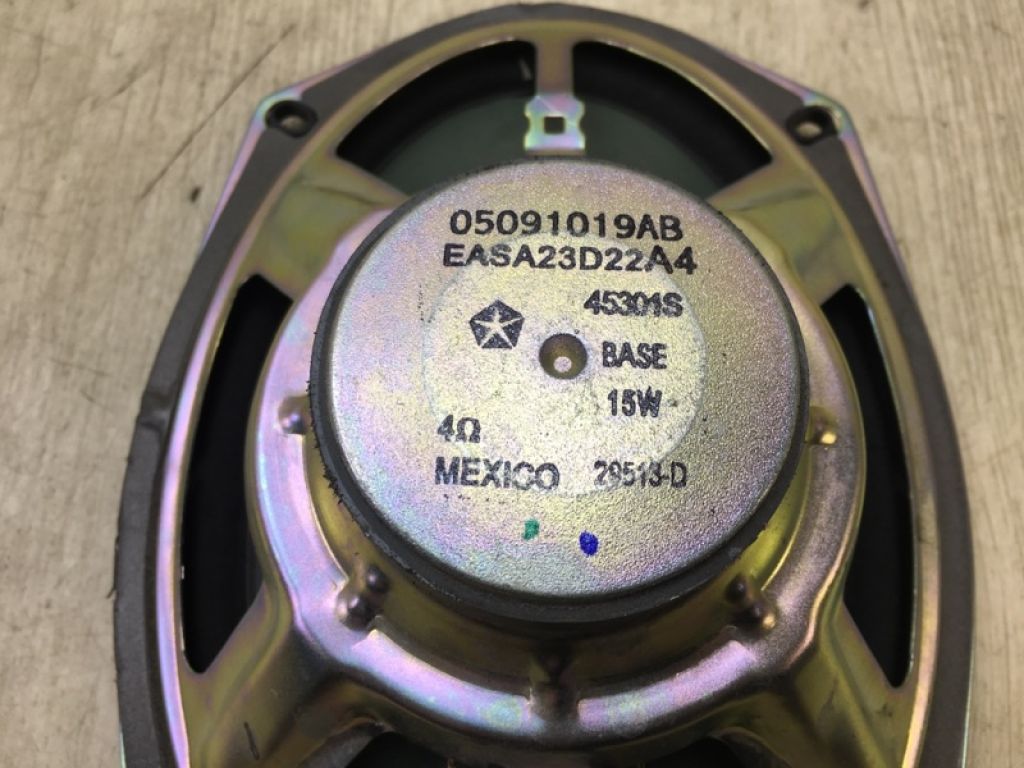 05091019AB
EASA23D22A4
45301S
BASE
15W
4Ω
MEXICO 29513-D